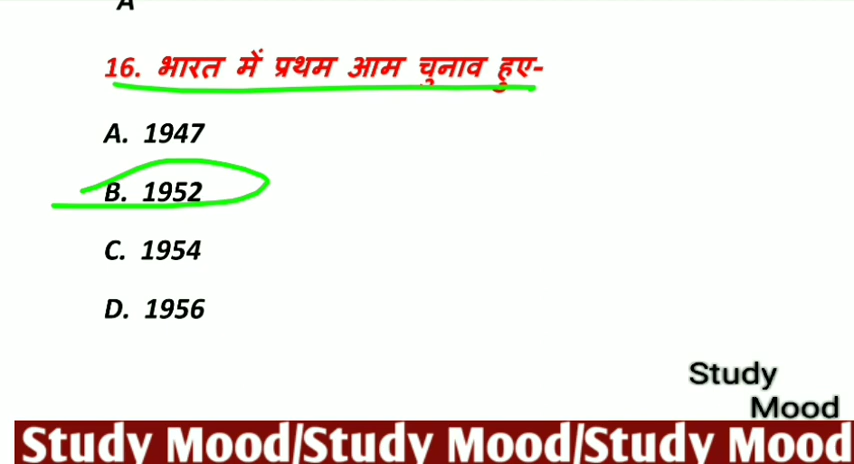 A
16. भारत में प्रथम आम चुनाव हुए-
A. 1947
B. 1952
C. 1954
D. 1956
Study
Mood
Study Mood/Study Mood/Study Mood